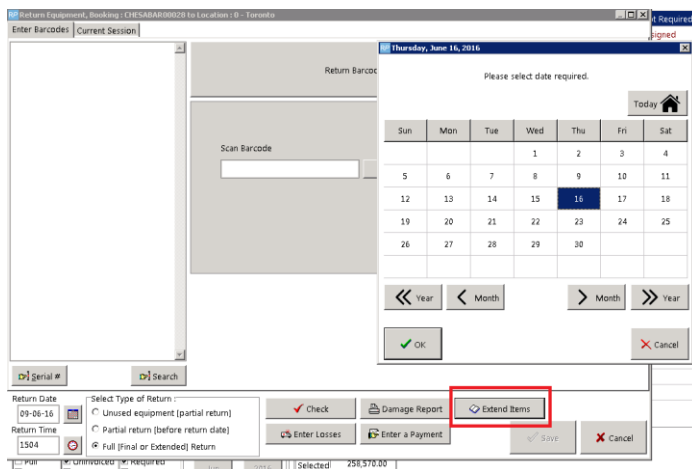 RP Return Equipment, Booking : CHESABAR00028 to Location : 0 - Toronto
t Required
signed
Enter Barcodes Current Session
RP Thursday, June 16, 2016
Return Barcod
Please select date required.
Today
Sun Mon Tue Wed Thu Fri Sat
1 2 3 4
Scan Barcode
5 6 7 8 9 10 11
12 13 14 15 16 17 18
19 20 21 22 23 24 25
26 27 28 29 30
Year Month Month Year
OK Cancel
Serial # Search
Return Date Select Type of Return :
09-06-16 Unused equipment [partial return] Check Damage Report Extend Items
Return Time Partial return [before return date]
1504 Full [Final or Extended] Return Enter Losses Enter a Payment Save Cancel
Full Uninvoiced Required Jun 2016 Selected 258,570.00